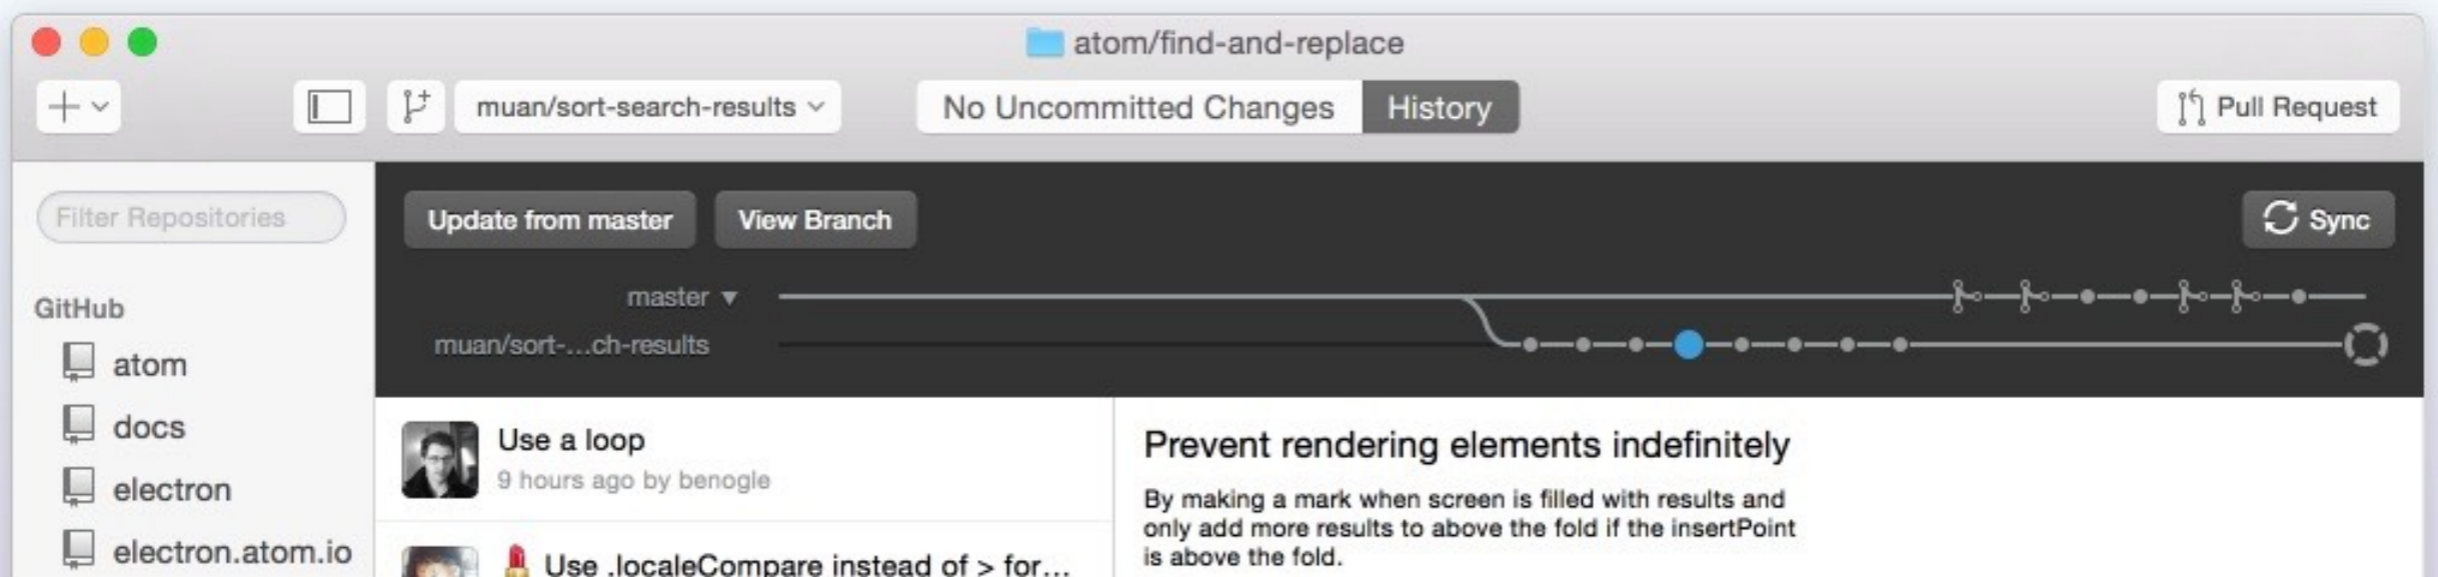 atom/find-and-replace
muan/sort-search-results
No Uncommitted Changes
History
Pull Request
Filter Repositories
GitHub
atom
docs
electron
electron.atom.io
Update from master
View Branch
Sync
master
muan/sort-...ch-results
Use a loop
9 hours ago by benogle
Use .localeCompare instead of > for...
Prevent rendering elements indefinitely
By making a mark when screen is filled with results and
only add more results to above the fold if the insertPoint
is above the fold.